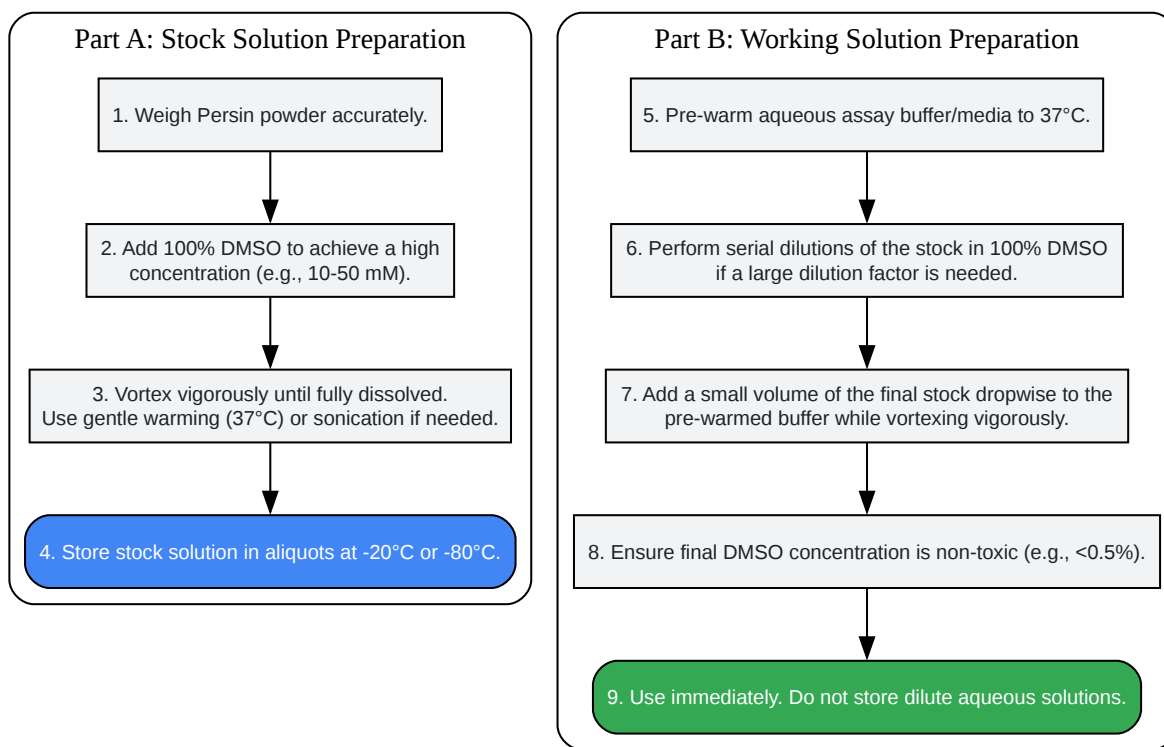 Part A: Stock Solution Preparation
1. Weigh Persin powder accurately.
2. Add 100% DMSO to achieve a high
concentration (e.g., 10-50 mM).
3. Vortex vigorously until fully dissolved.
Use gentle warming (37°C) or sonication if needed.
4. Store stock solution in aliquots at -20°C or -80°C.
Part B: Working Solution Preparation
5. Pre-warm aqueous assay buffer/media to 37°C.
6. Perform serial dilutions of the stock in 100% DMSO
if a large dilution factor is needed.
7. Add a small volume of the final stock dropwise to the
pre-warmed buffer while vortexing vigorously.
8. Ensure final DMSO concentration is non-toxic (e.g., <0.5%).
9. Use immediately. Do not store dilute aqueous solutions.